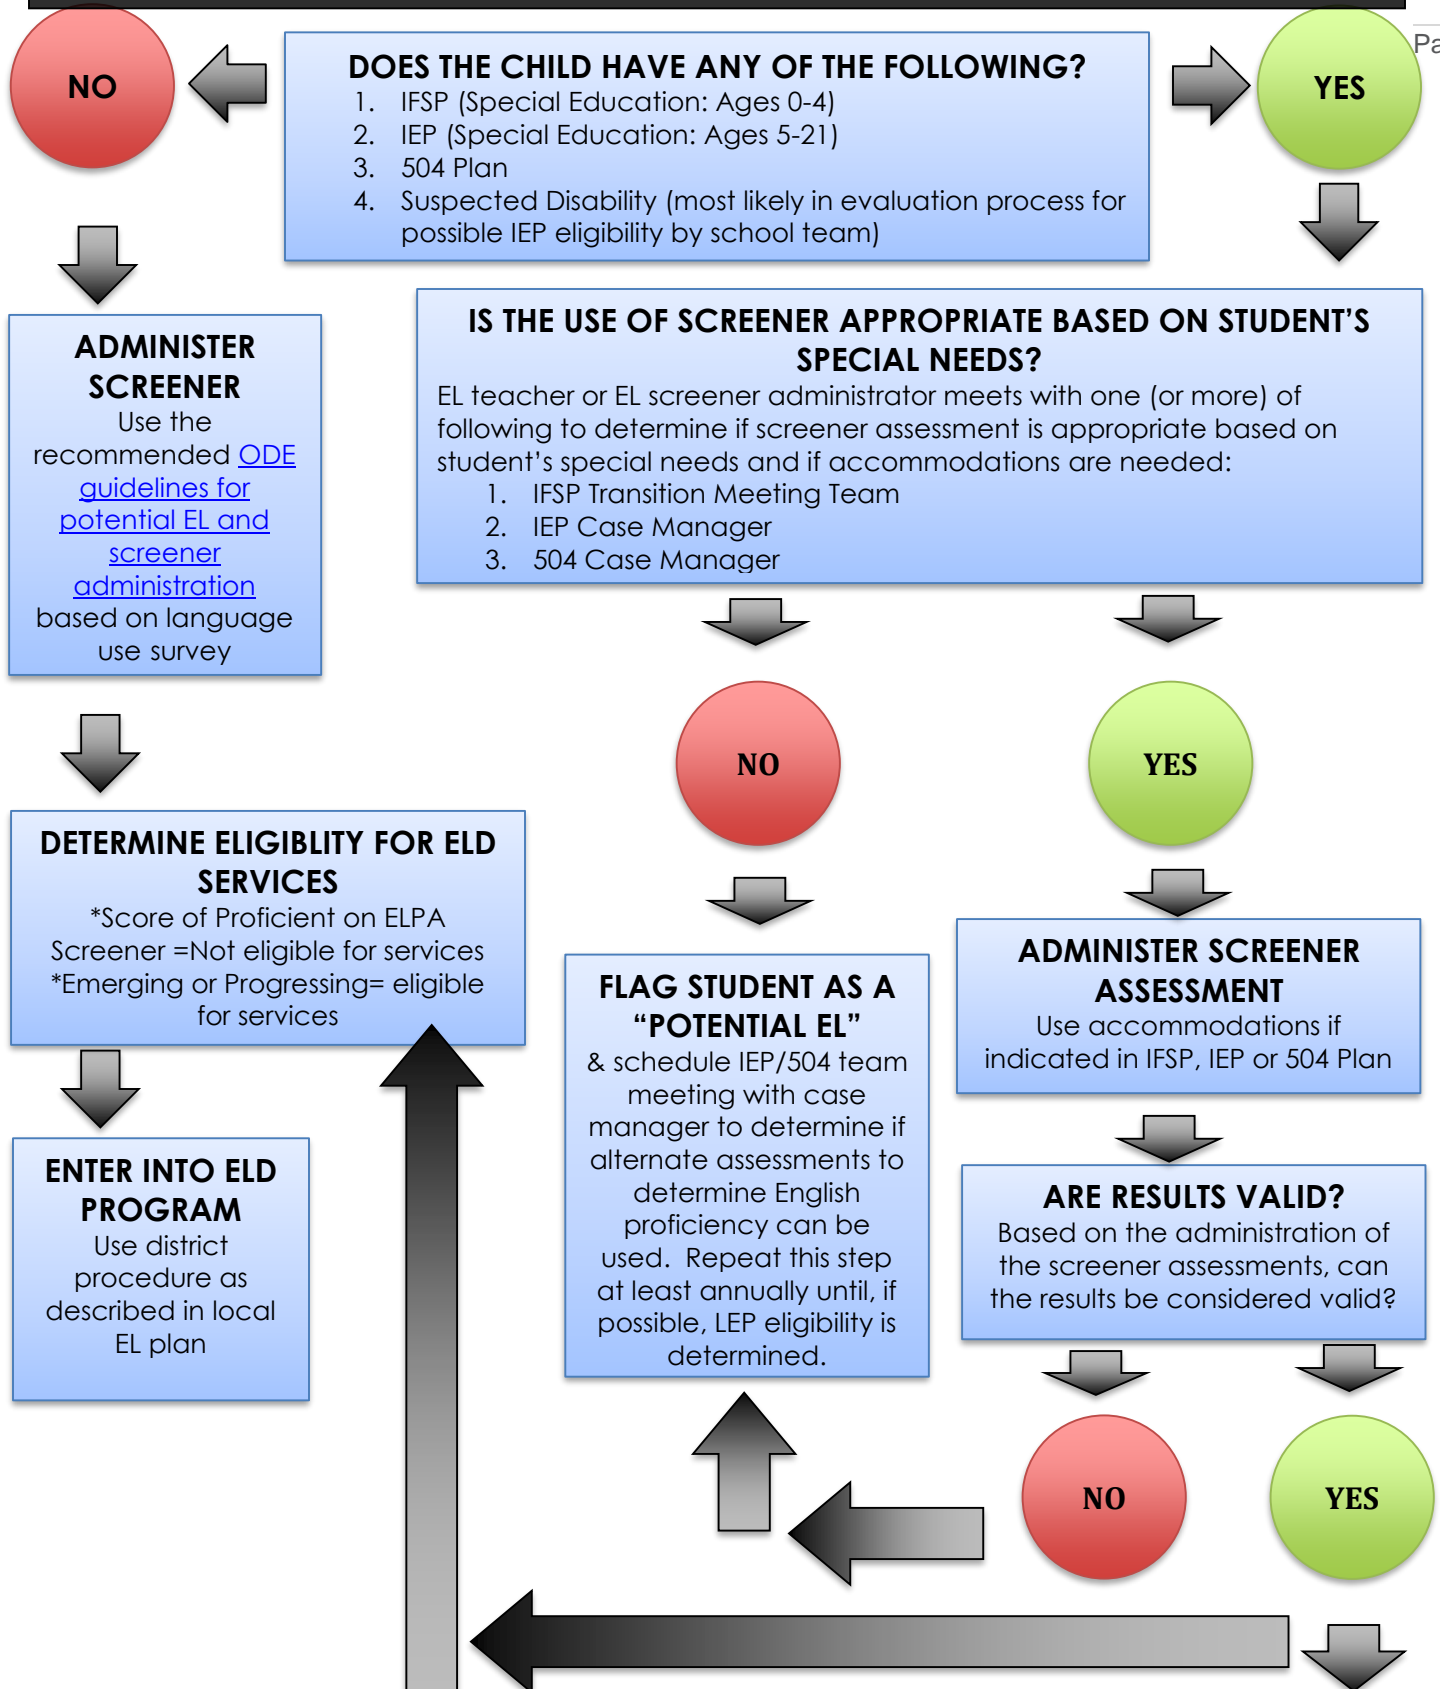 Pa
NO
DOES THE CHILD HAVE ANY OF THE FOLLOWING?
1. IFSP (Special Education: Ages 0-4)
2. IEP (Special Education: Ages 5-21)
3. 504 Plan
4. Suspected Disability (most likely in evaluation process for
possible IEP eligibility by school team)
YES
ADMINISTER
SCREENER
Use the
recommended ODE
guidelines for
potential EL and
screener
administration
based on language
use survey
IS THE USE OF SCREENER APPROPRIATE BASED ON STUDENT’S
SPECIAL NEEDS?
EL teacher or EL screener administrator meets with one (or more) of
following to determine if screener assessment is appropriate based on
student’s special needs and if accommodations are needed:
1. IFSP Transition Meeting Team
2. IEP Case Manager
3. 504 Case Manager
NO
YES
DETERMINE ELIGIBLITY FOR ELD
SERVICES
*Score of Proficient on ELPA
Screener =Not eligible for services
*Emerging or Progressing= eligible
for services
FLAG STUDENT AS A
“POTENTIAL EL”
& schedule IEP/504 team
meeting with case
manager to determine if
alternate assessments to
determine English
proficiency can be
used. Repeat this step
at least annually until, if
possible, LEP eligibility is
determined.
ADMINISTER SCREENER
ASSESSMENT
Use accommodations if
indicated in IFSP, IEP or 504 Plan
ENTER INTO ELD
PROGRAM
Use district
procedure as
described in local
EL plan
ARE RESULTS VALID?
Based on the administration of
the screener assessments, can
the results be considered valid?
NO
YES